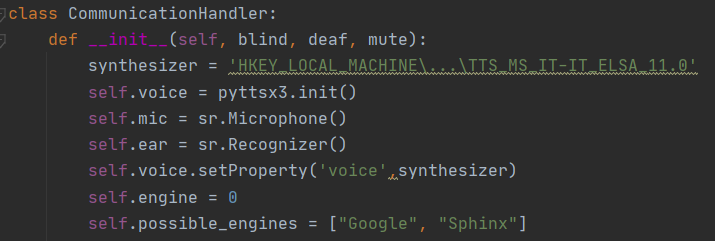 class CommunicationHandler:
    def __init__(self, blind, deaf, mute):
        synthesizer = 'HKEY_LOCAL_MACHINE\...\TTS_MS_IT-IT_ELSA_11.0'
        self.voice = pyttsx3.init()
        self.mic = sr.Microphone()
        self.ear = sr.Recognizer()
        self.voice.setProperty('voice',synthesizer)
        self.engine = 0
        self.possible_engines = ["Google", "Sphinx"]